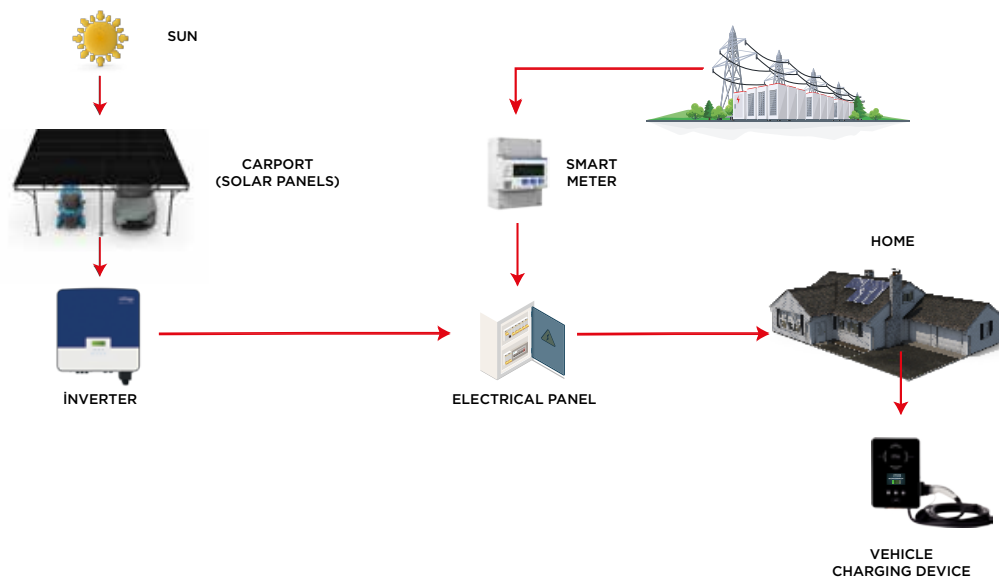 SUN
CARPORT
(SOLAR PANELS)
SMART
METER
HOME
İNVERTER
ELECTRICAL PANEL
VEHICLE
CHARGING DEVICE